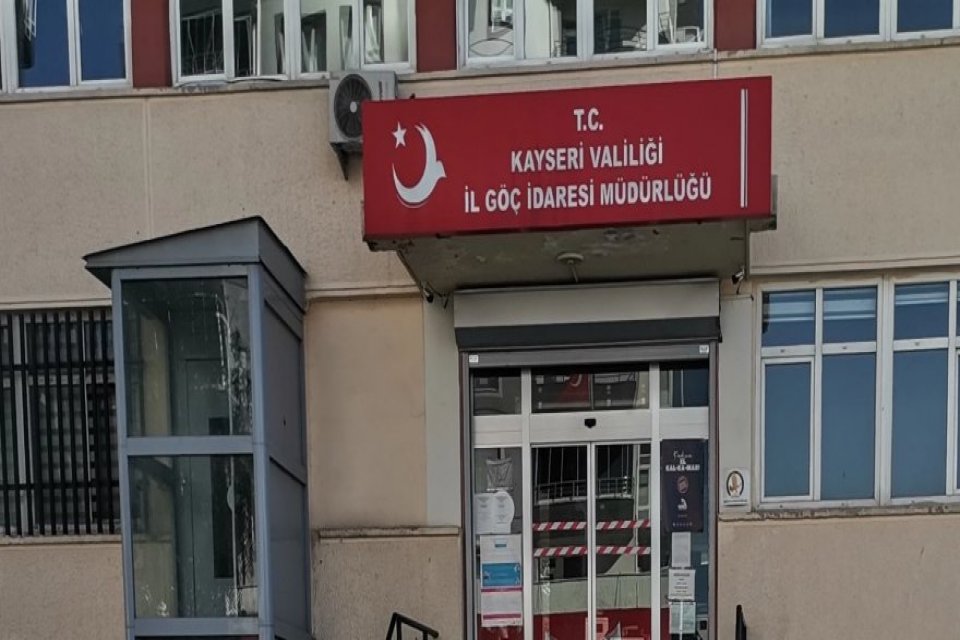 T.C.
KAYSERİ VALİLİĞİ
İL GÖÇ İDARESİ MÜDÜRLÜĞÜ